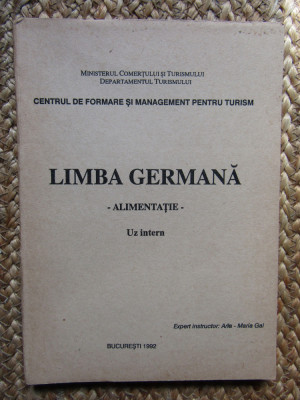 MINISTERUL COMERȚULUI ȘI TURISMULUI
DEPARTAMENTUL TURISMULUI
CENTRUL DE FORMARE ȘI MANAGEMENT PENTRU TURISM
LIMBA GERMANĂ
- ALIMENTAȚIE -
Uz intern
Expert instructor: - Maria Gal
BUCUREȘTI 1992